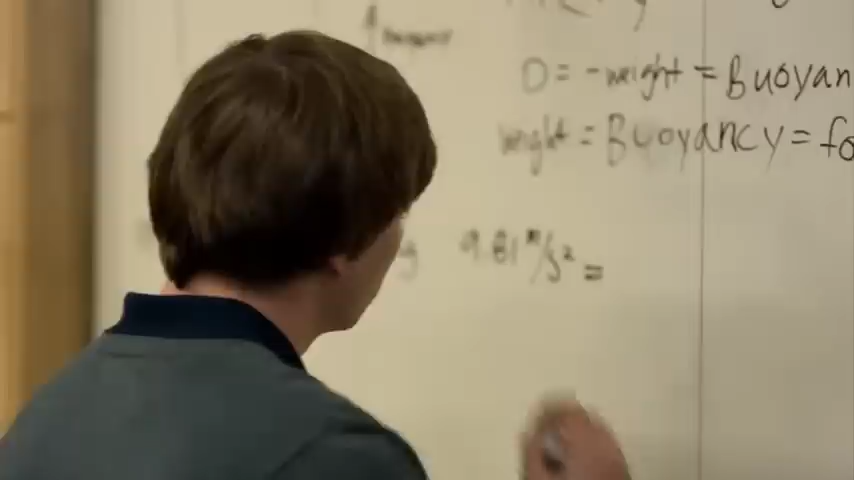 0 = -weight = Buoyan
weight = Buoyancy = fo
g 9.81 m/s² =